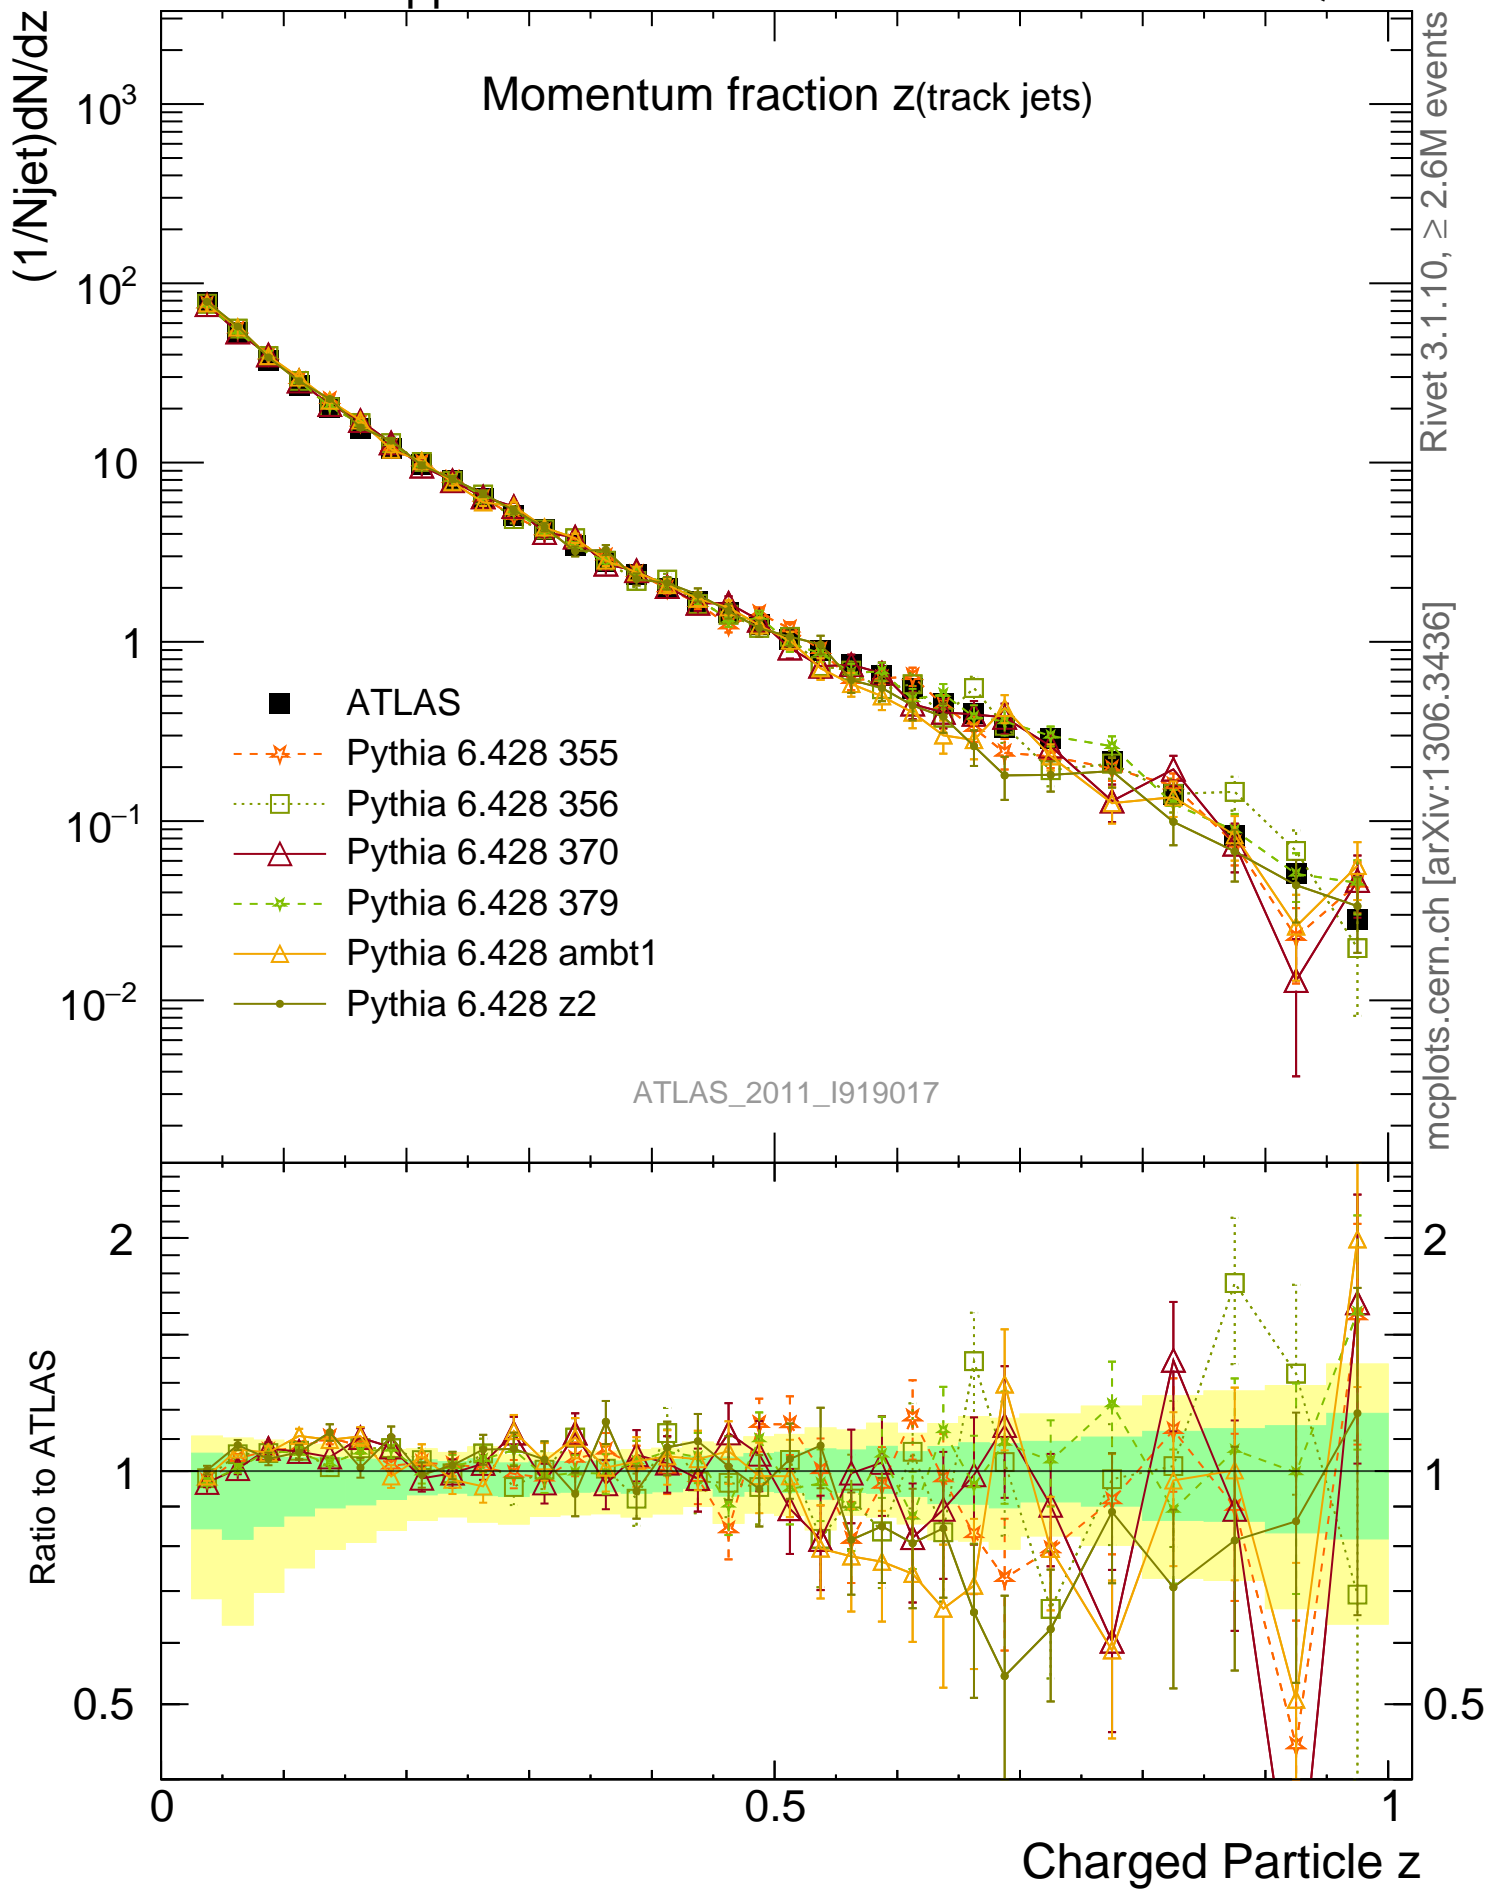 pp
(1/Njet)dN/dz
Momentum fraction z(track jets)
10³
10²
10
1
10⁻¹
10⁻²
ATLAS
Pythia 6.428 355
Pythia 6.428 356
Pythia 6.428 370
Pythia 6.428 379
Pythia 6.428 ambt1
Pythia 6.428 z2
ATLAS_2011_I919017
Rivet 3.1.10, ≥ 2.6M events
mcplots.cern.ch [arXiv:1306.3436]
Ratio to ATLAS
2
1
0.5
2
1
0.5
0
0.5
1
Charged Particle z